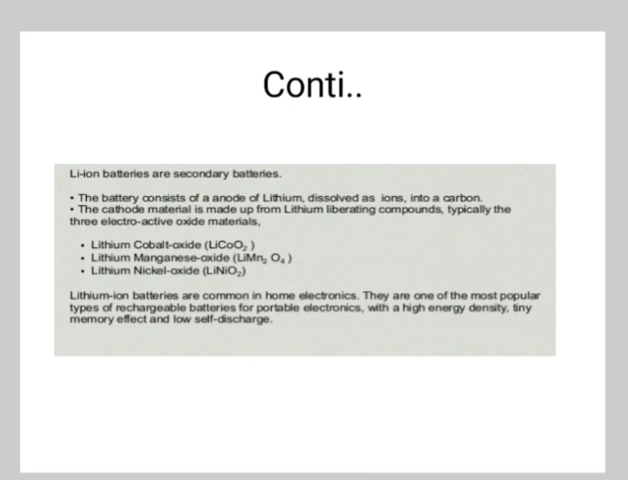 Conti..
Li-ion batteries are secondary batteries.
• The battery consists of a anode of Lithium, dissolved as ions, into a carbon.
• The cathode material is made up from Lithium liberating compounds, typically the
three electro-active oxide materials,
• Lithium Cobalt-oxide (LiCoO₂ )
• Lithium Manganese-oxide (LiMn₂ O₄ )
• Lithium Nickel-oxide (LiNiO₂)
Lithium-ion batteries are common in home electronics. They are one of the most popular
types of rechargeable batteries for portable electronics, with a high energy density, tiny
memory effect and low self-discharge.